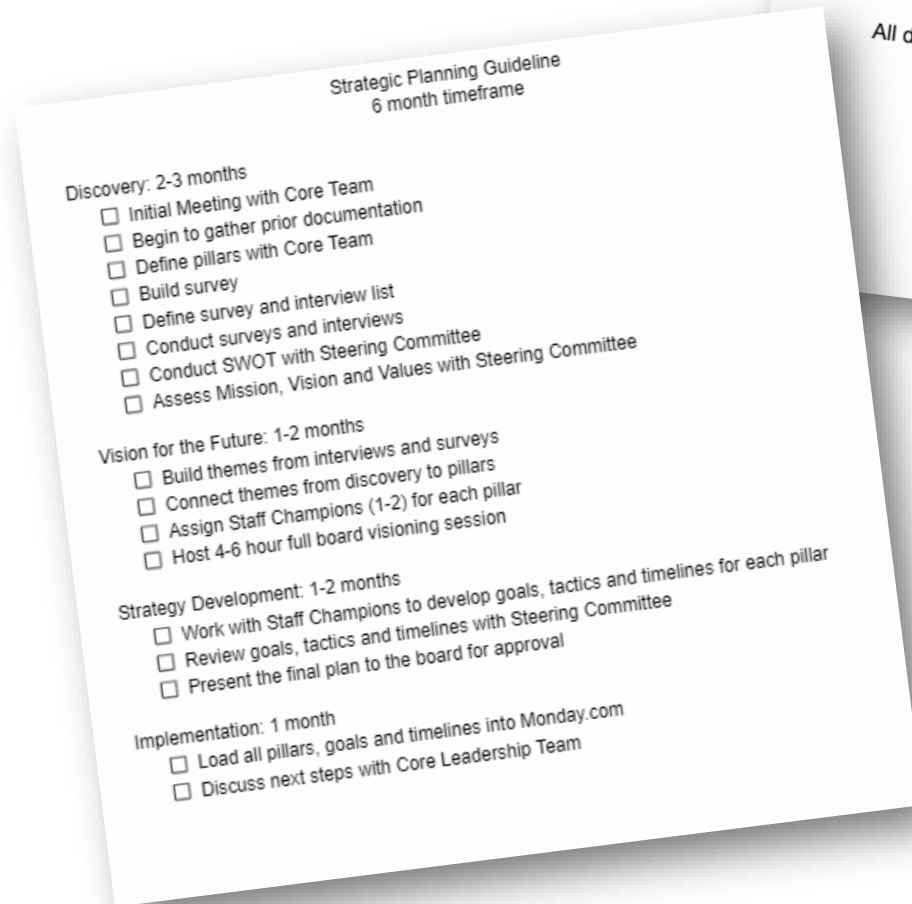 Strategic Planning Guideline
6 month timeframe
Discovery: 2-3 months
Initial Meeting with Core Team
Begin to gather prior documentation
Define pillars with Core Team
Build survey
Define survey and interview list
Conduct surveys and interviews
Conduct SWOT with Steering Committee
Assess Mission, Vision and Values with Steering Committee
Vision for the Future: 1-2 months
Build themes from interviews and surveys
Connect themes from discovery to pillars
Assign Staff Champions (1-2) for each pillar
Host 4-6 hour full board visioning session
Strategy Development: 1-2 months
Work with Staff Champions to develop goals, tactics and timelines for each pillar
Review goals, tactics and timelines with Steering Committee
Present the final plan to the board for approval
Implementation: 1 month
Load all pillars, goals and timelines into Monday.com
Discuss next steps with Core Leadership Team
All